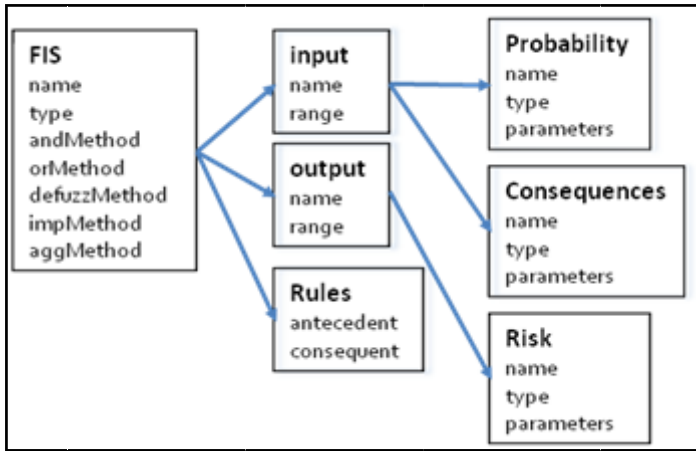 FIS
name
type
andMethod
orMethod
defuzzMethod
impMethod
aggMethod
input
name
range
output
name
range
Rules
antecedent
consequent
Probability
name
type
parameters
Consequences
name
type
parameters
Risk
name
type
parameters